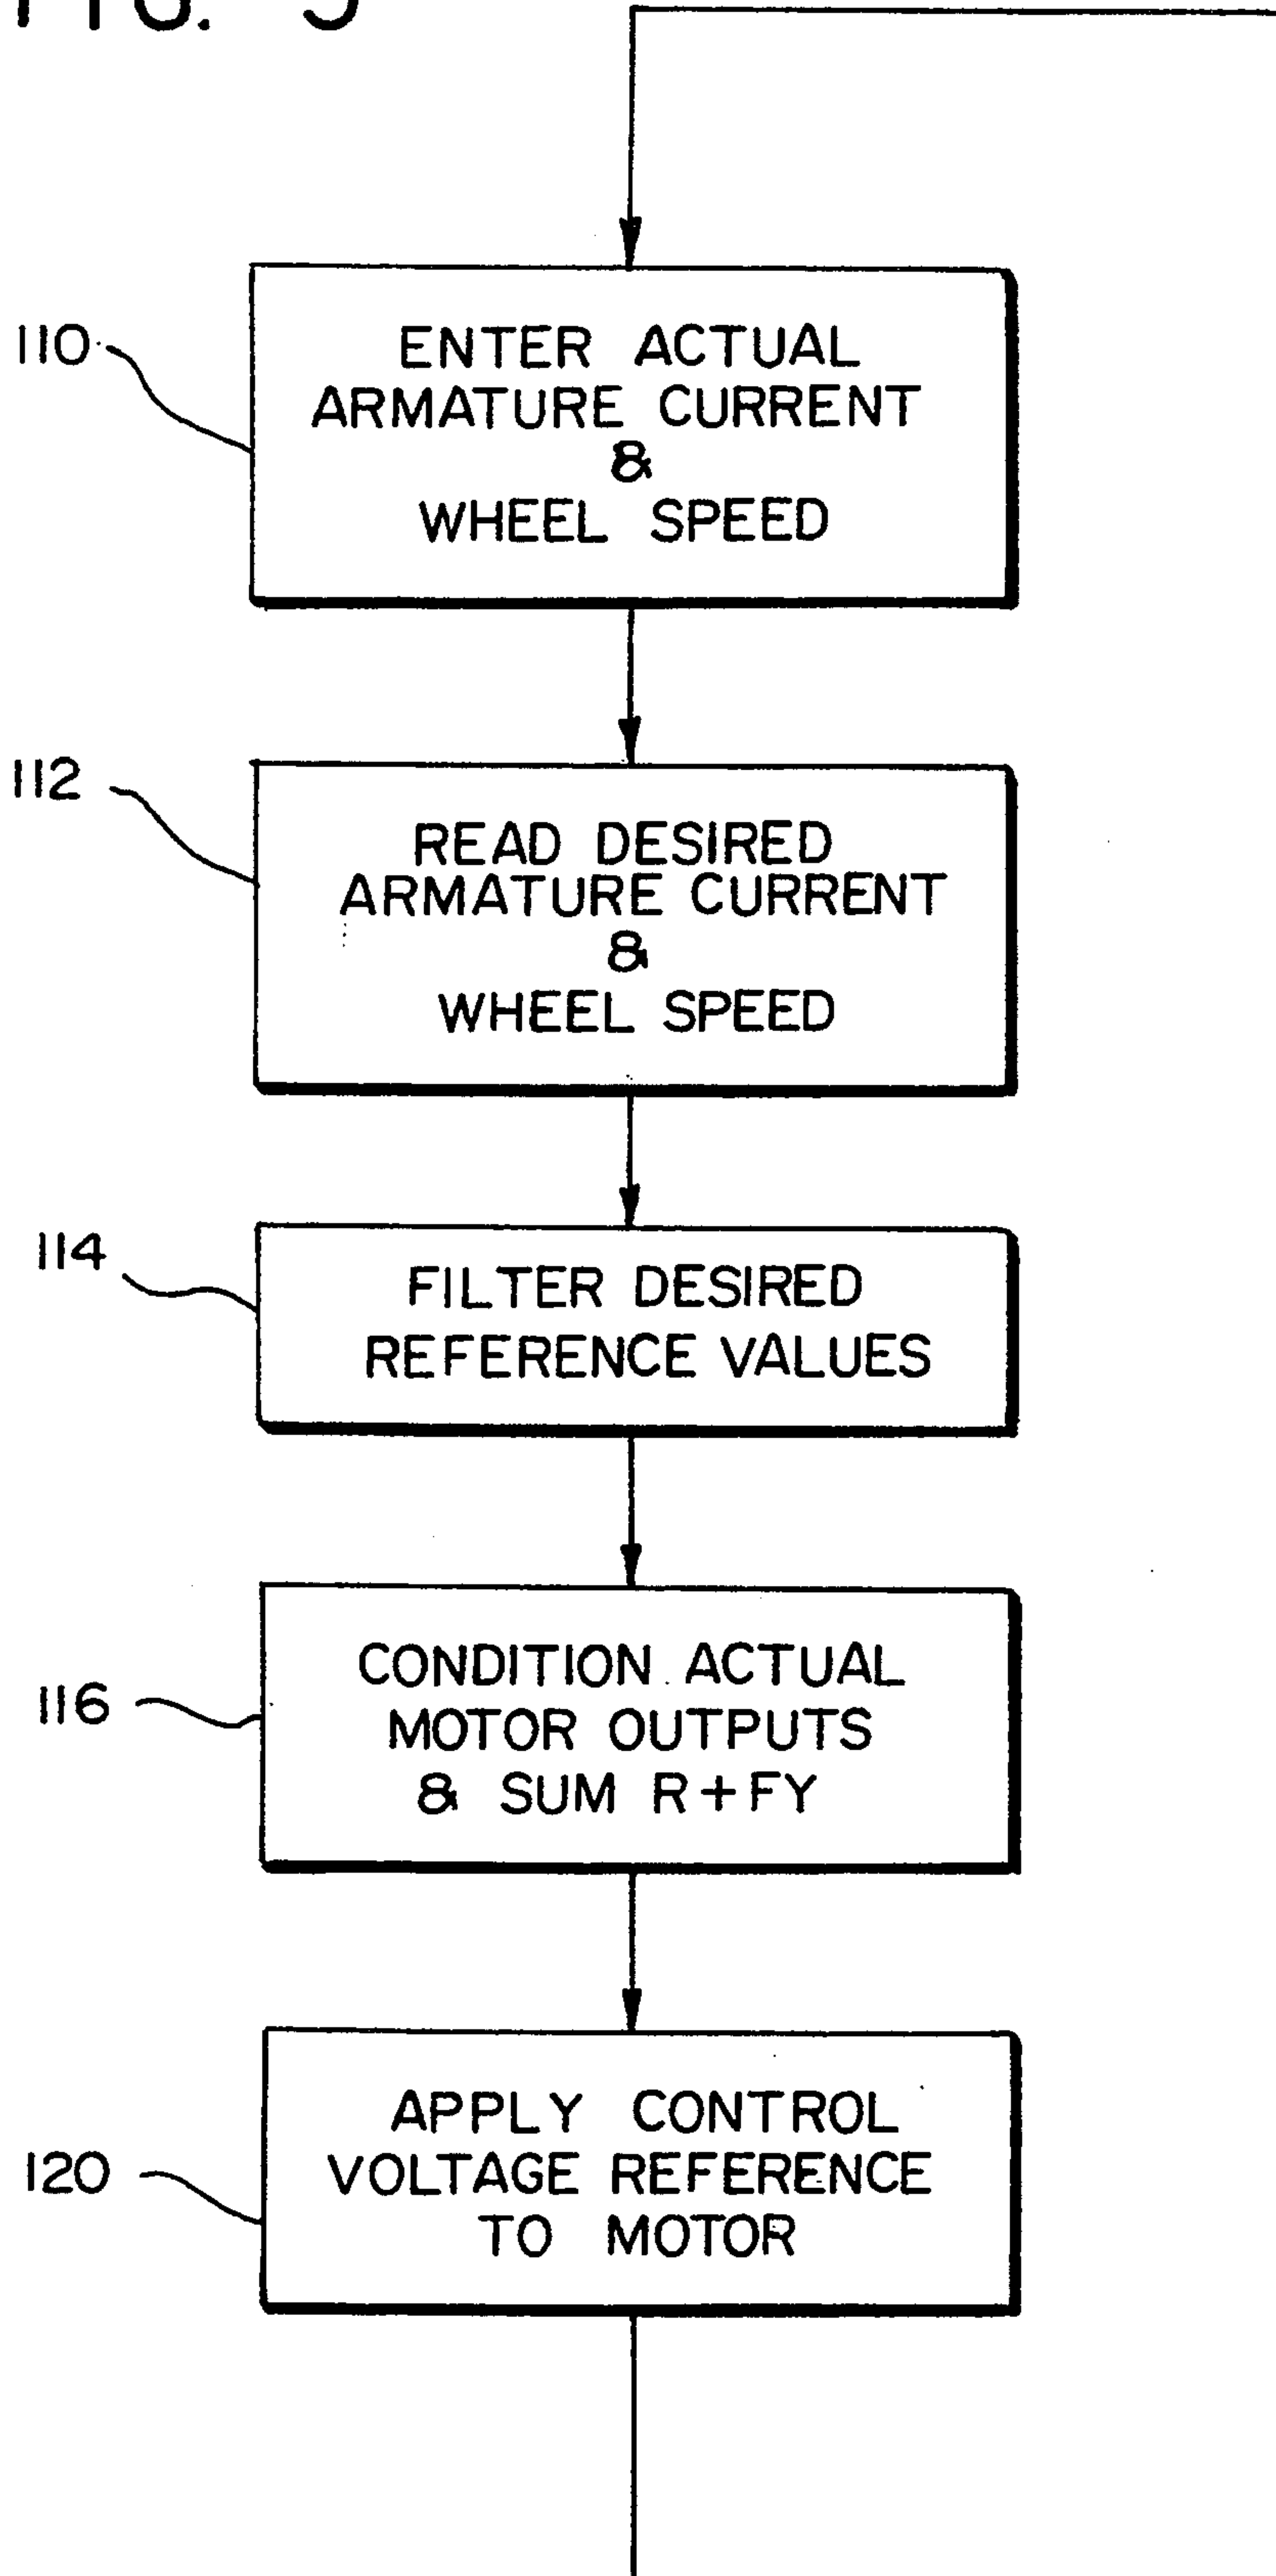 FIG.
110
ENTER ACTUAL
ARMATURE CURRENT
&
WHEEL SPEED
112
READ DESIRED
ARMATURE CURRENT
&
WHEEL SPEED
114
FILTER DESIRED
REFERENCE VALUES
116
CONDITION ACTUAL
MOTOR OUTPUTS
& SUM R+FY
120
APPLY CONTROL
VOLTAGE REFERENCE
TO MOTOR